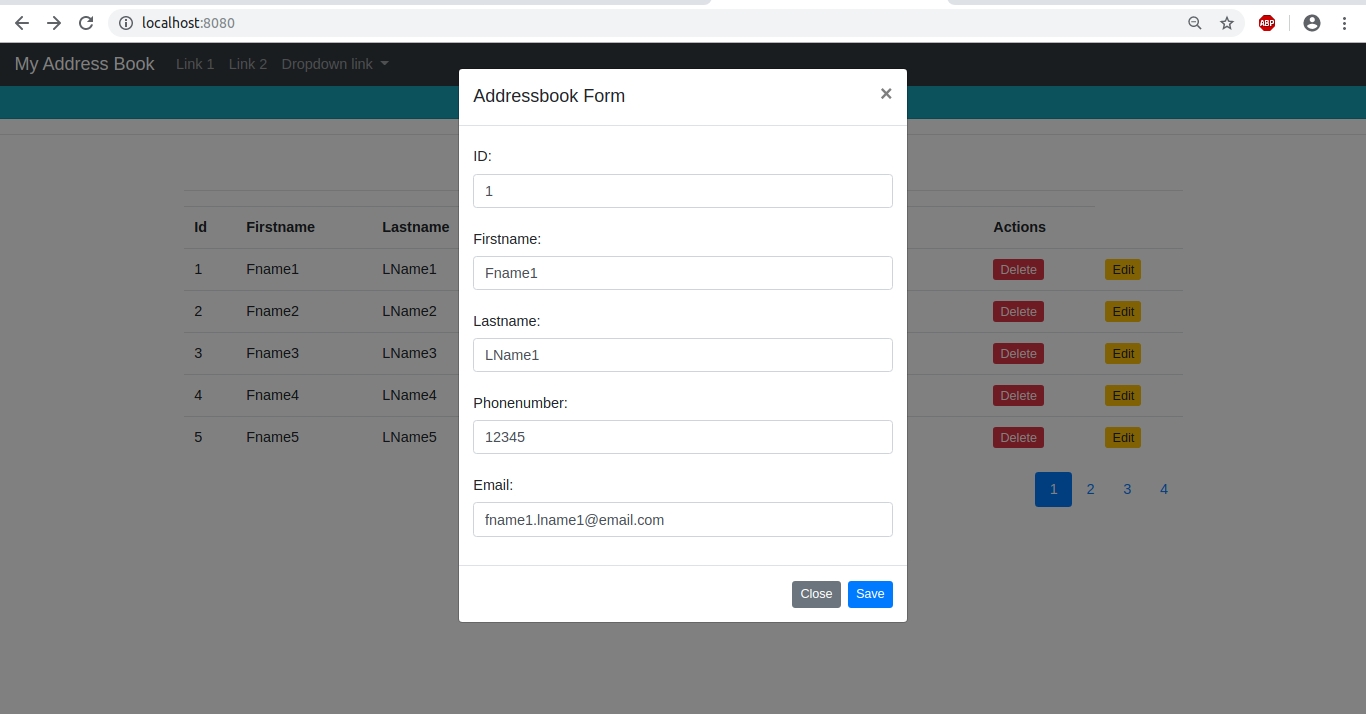 localhost:8080
ABP
My Address Book Link 1 Link 2 Dropdown link
Addressbook Form ×
ID:
1
Firstname:
Fname1
Lastname:
LName1
Phonenumber:
12345
Email:
fname1.lname1@email.com
Close Save
Id Firstname Lastname Actions
1 Fname1 LName1 Delete Edit
2 Fname2 LName2 Delete Edit
3 Fname3 LName3 Delete Edit
4 Fname4 LName4 Delete Edit
5 Fname5 LName5 Delete Edit
1 2 3 4